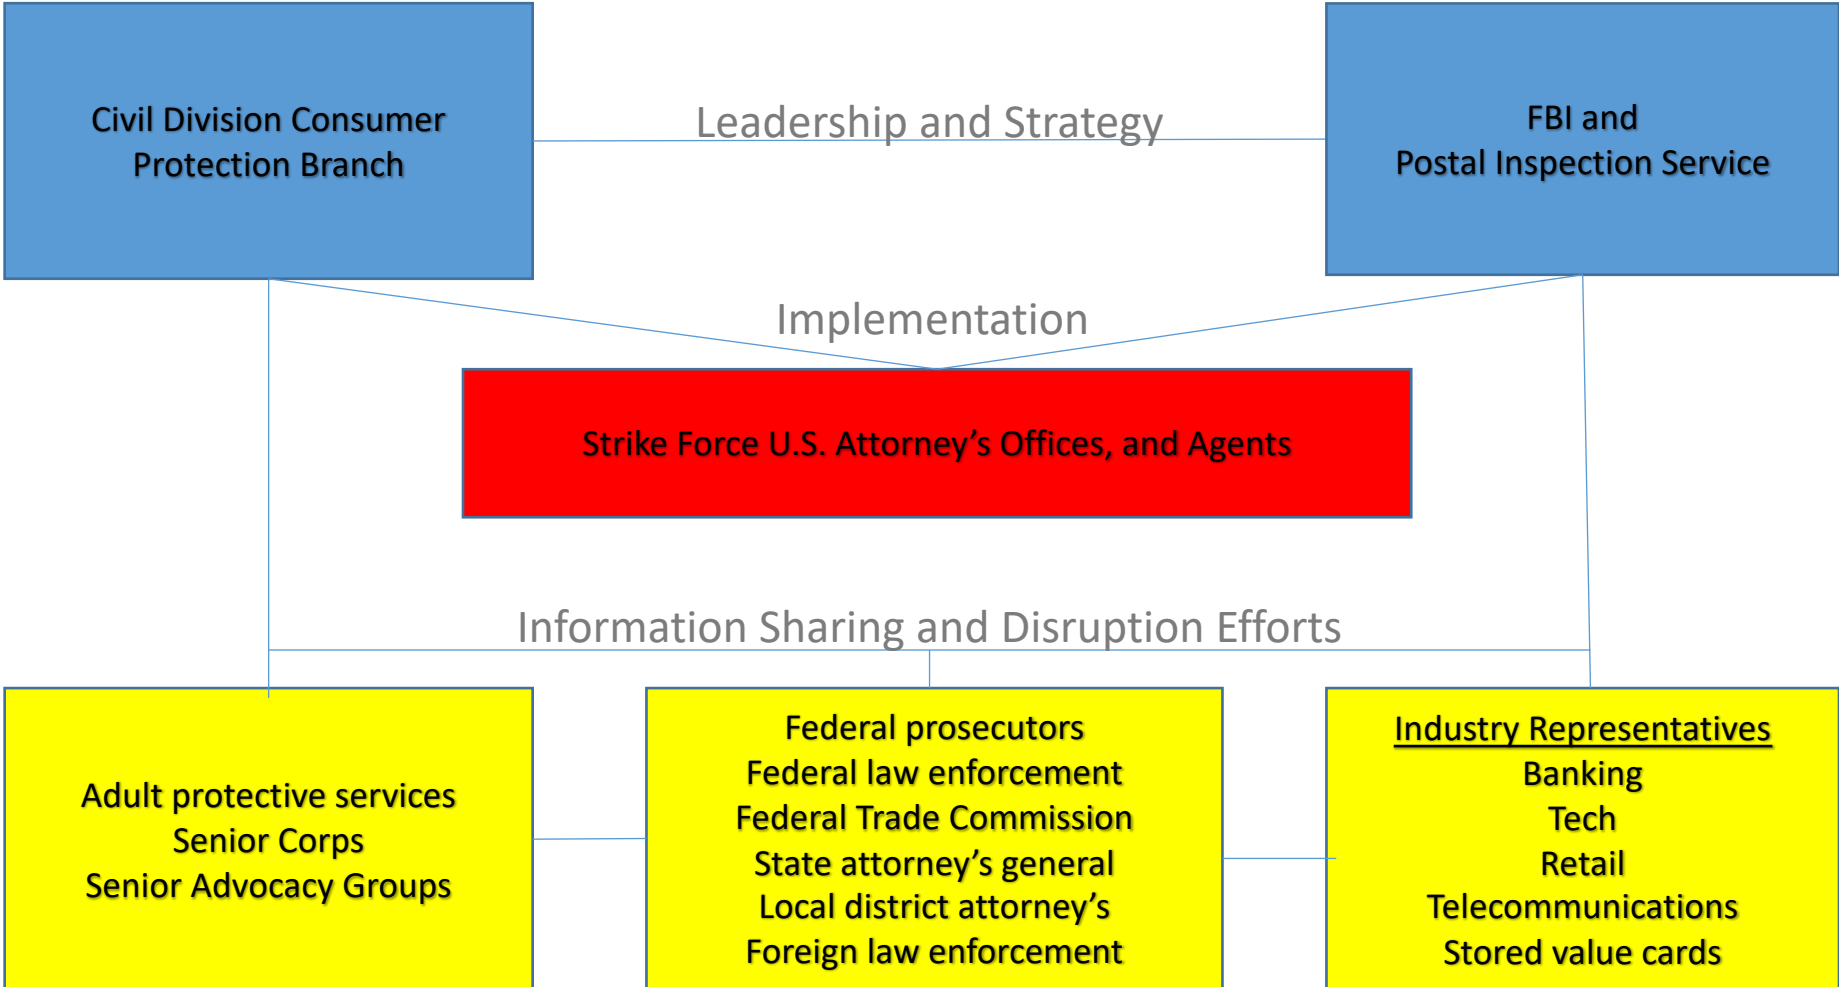 Civil Division Consumer
Protection Branch
Leadership and Strategy
FBI and
Postal Inspection Service
Implementation
Strike Force U.S. Attorney’s Offices, and Agents
Information Sharing and Disruption Efforts
Adult protective services
Senior Corps
Senior Advocacy Groups
Federal prosecutors
Federal law enforcement
Federal Trade Commission
State attorney’s general
Local district attorney’s
Foreign law enforcement
Industry Representatives
Banking
Tech
Retail
Telecommunications
Stored value cards